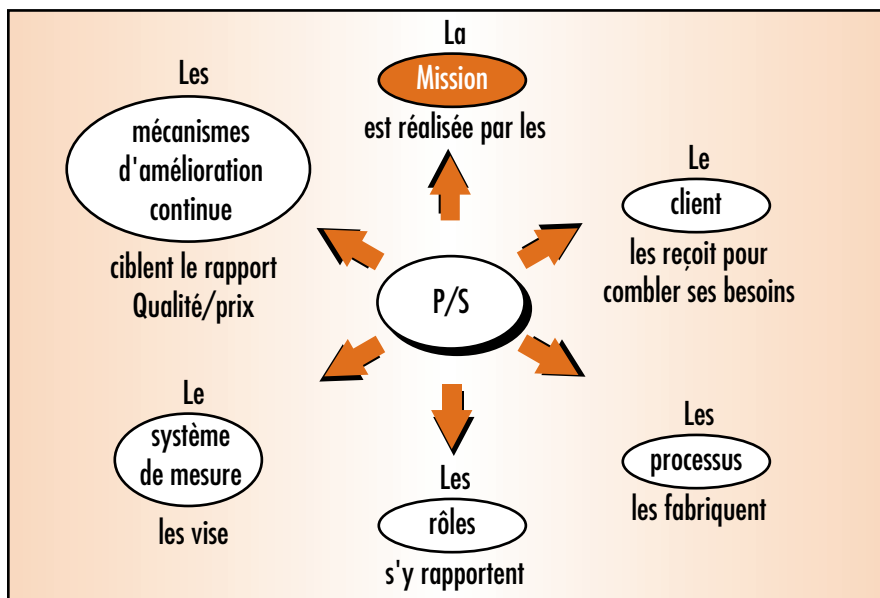 La
Mission
est réalisée par les
Les
mécanismes
d'amélioration
continue
ciblent le rapport
Qualité/prix
Le
client
les reçoit pour
combler ses besoins
P/S
Le
système
de mesure
les vise
Les
rôles
s'y rapportent
Les
processus
les fabriquent